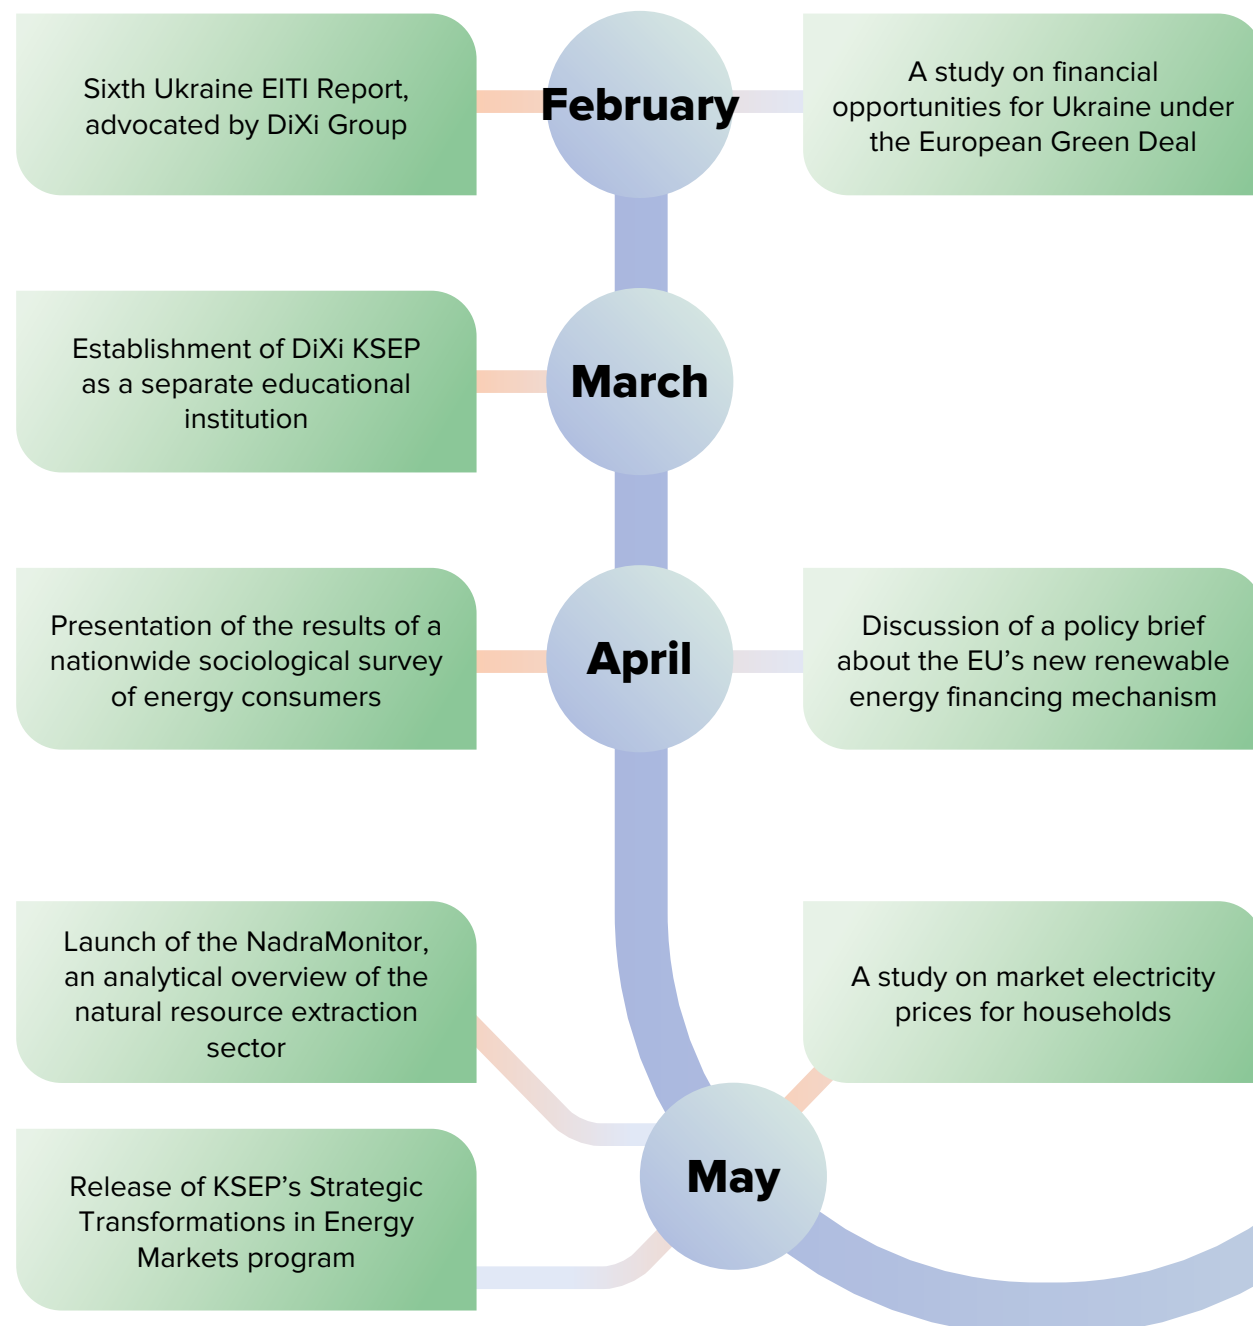 Sixth Ukraine EITI Report,
advocated by DiXi Group
February
A study on financial
opportunities for Ukraine under
the European Green Deal
Establishment of DiXi KSEP
as a separate educational
institution
March
Presentation of the results of a
nationwide sociological survey
of energy consumers
April
Discussion of a policy brief
about the EU’s new renewable
energy financing mechanism
Launch of the NadraMonitor,
an analytical overview of the
natural resource extraction
sector
A study on market electricity
prices for households
May
Release of KSEP’s Strategic
Transformations in Energy
Markets program